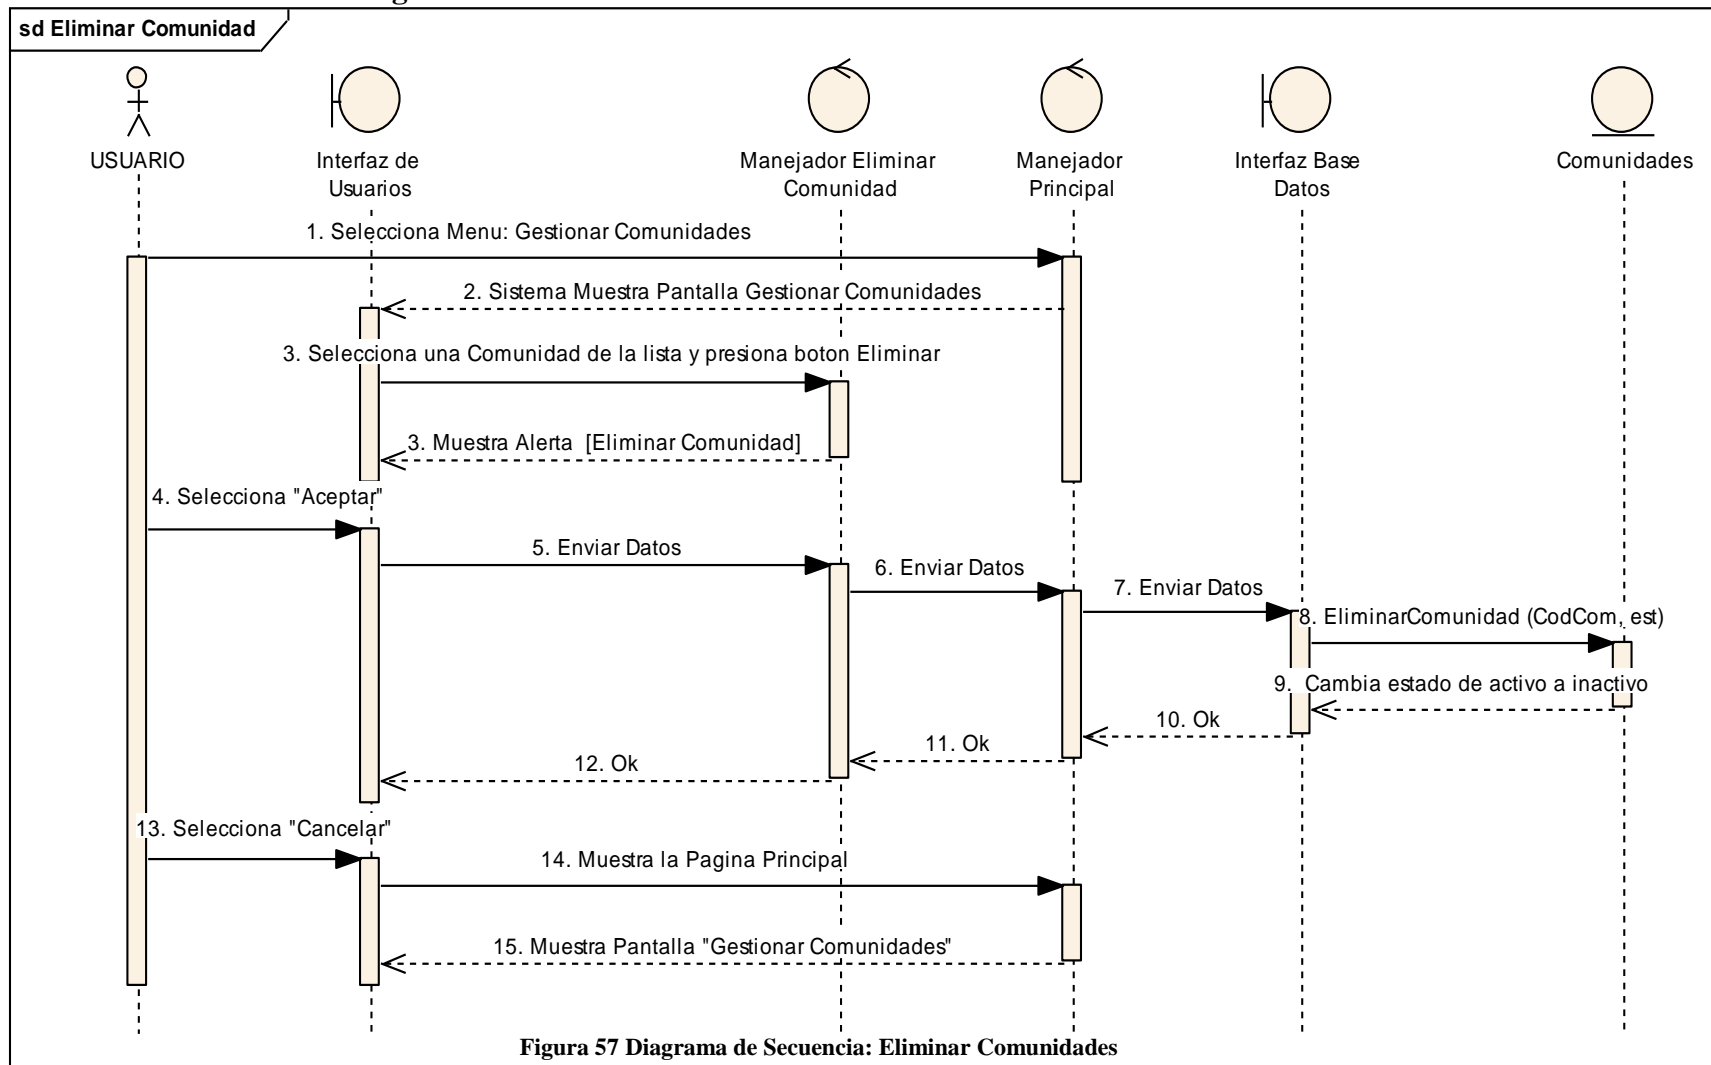 sd Eliminar Comunidad
USUARIO
Interfaz de
Usuarios
Manejador Eliminar
Comunidad
Manejador
Principal
Interfaz Base
Datos
Comunidades
1. Selecciona Menu: Gestionar Comunidades
2. Sistema Muestra Pantalla Gestionar Comunidades
3. Selecciona una Comunidad de la lista y presiona boton Eliminar
3. Muestra Alerta  [Eliminar Comunidad]
4. Selecciona "Aceptar"
5. Enviar Datos
6. Enviar Datos
7. Enviar Datos
8. EliminarComunidad (CodCom, est)
9.  Cambia estado de activo a inactivo
10. Ok
11. Ok
12. Ok
13. Selecciona "Cancelar"
14. Muestra la Pagina Principal
15. Muestra Pantalla "Gestionar Comunidades"
Figura 57 Diagrama de Secuencia: Eliminar Comunidades